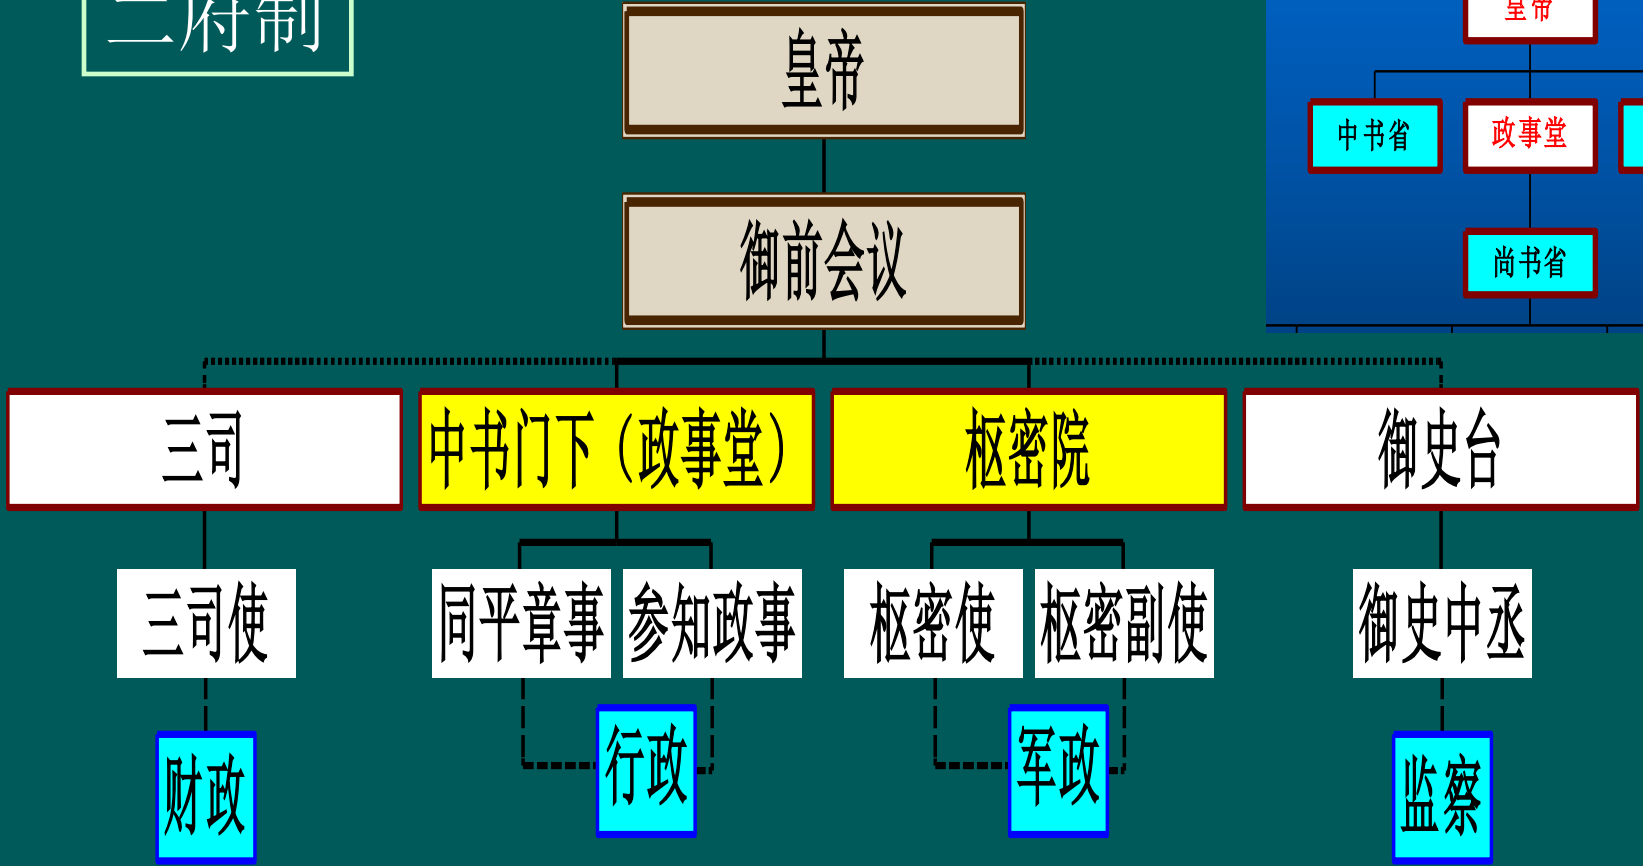 二府制
皇帝
御前会议
三司
中书门下（政事堂）
枢密院
御史台
三司使
同平章事
参知政事
枢密使
枢密副使
御史中丞
财政
行政
军政
监察
皇帝
中书省
政事堂
尚书省